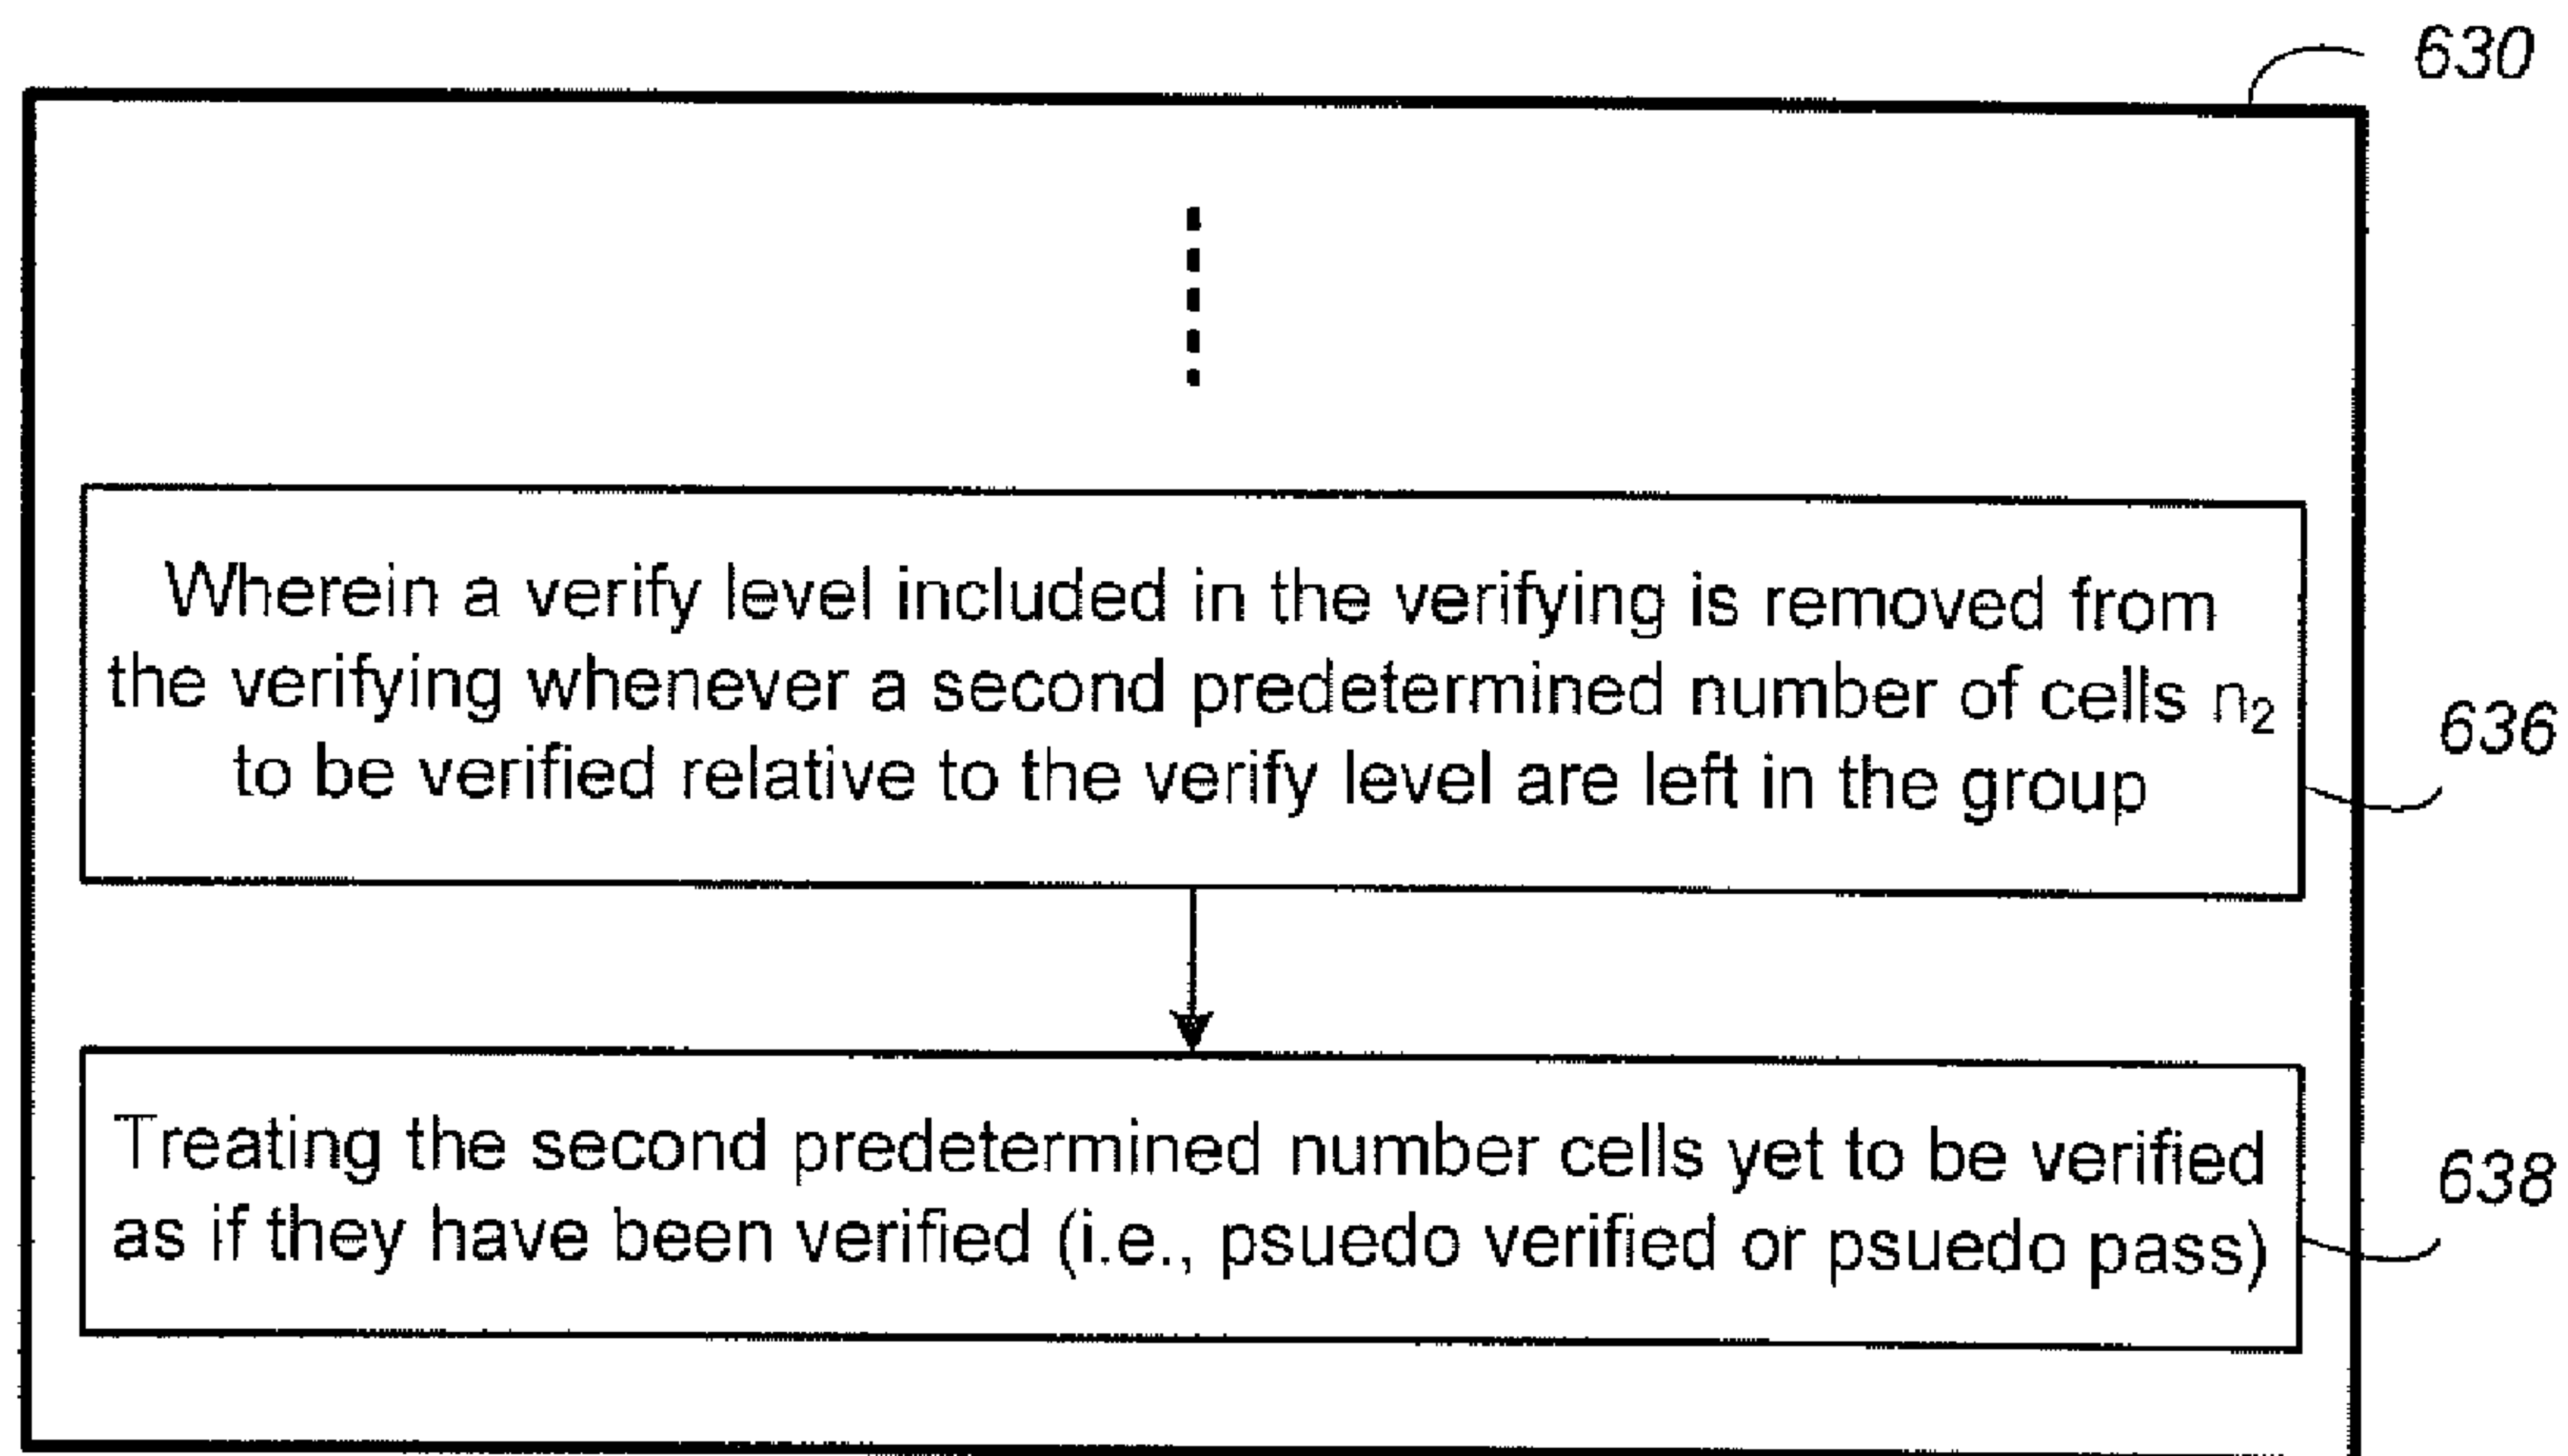 630
Wherein a verify level included in the verifying is removed from
the verifying whenever a second predetermined number of cells n₂
to be verified relative to the verify level are left in the group
636
Treating the second predetermined number cells yet to be verified
as if they have been verified (i.e., psuedo verified or psuedo pass)
638